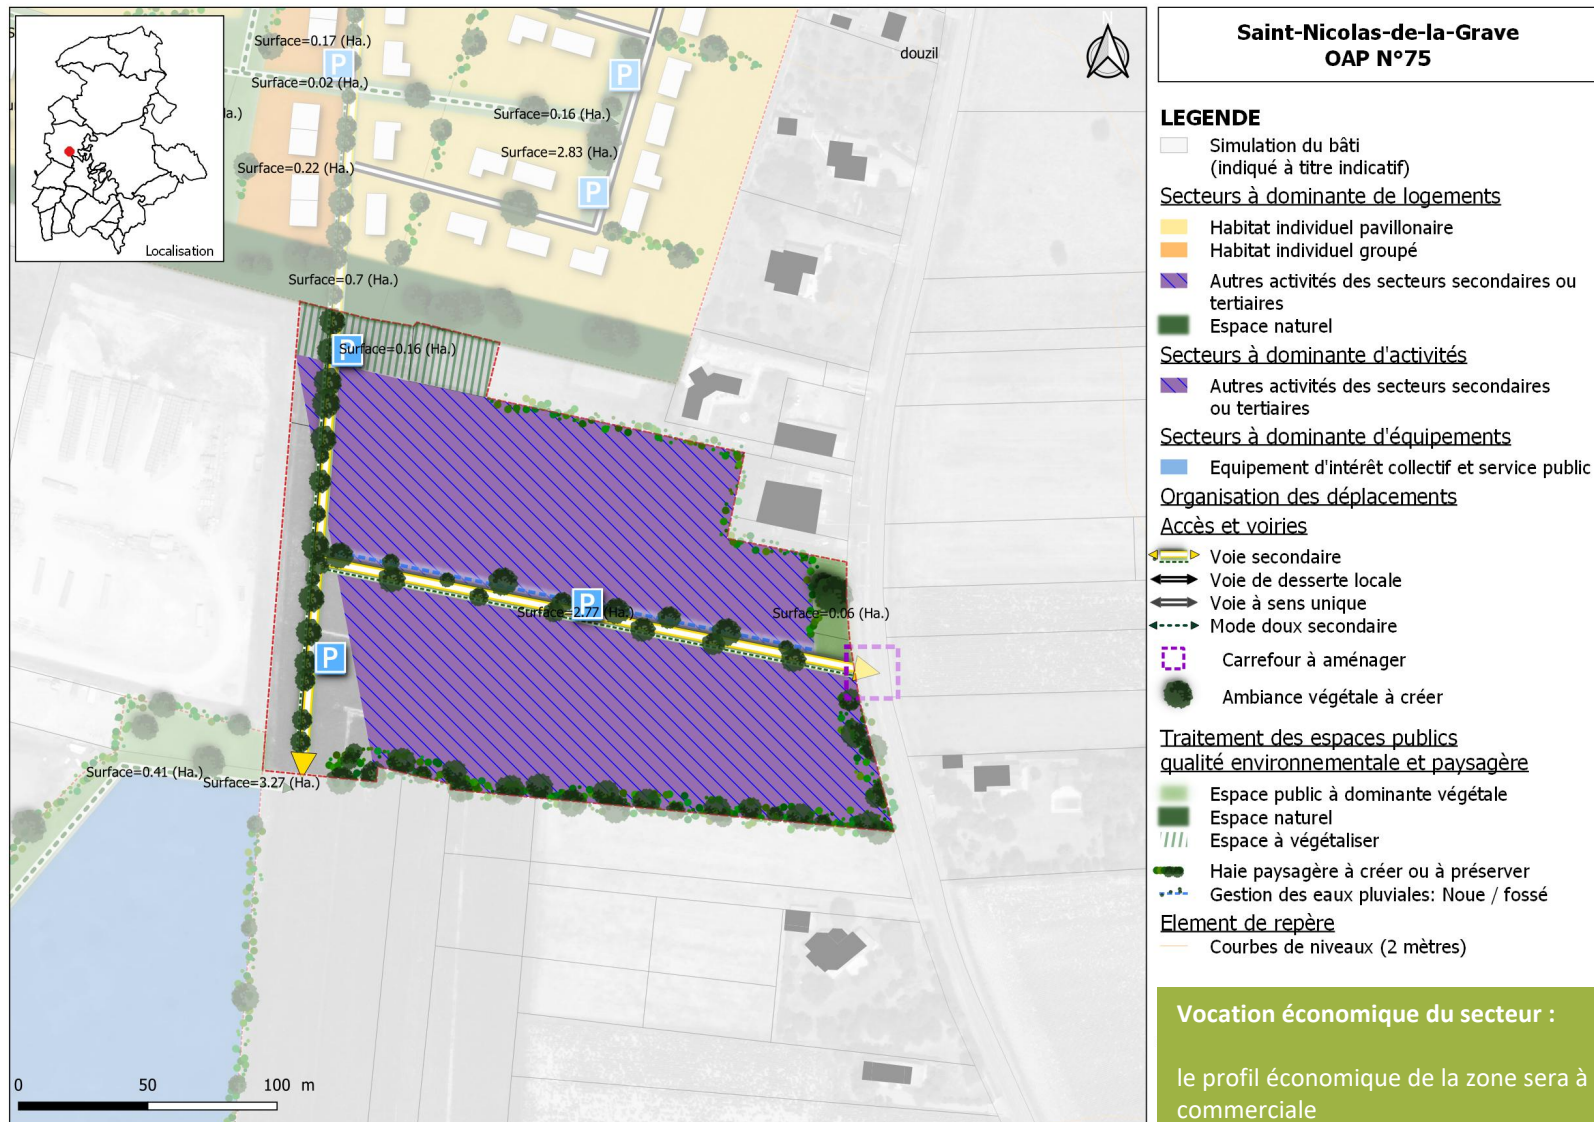 Saint-Nicolas-de-la-Grave
OAP N°75
Localisation
N
douzil
Surface=0.17 (Ha.)
P
P
Surface=0.02 (Ha.)
a.)
Surface=0.16 (Ha.)
Surface=2.83 (Ha.)
Surface=0.22 (Ha.)
P
Surface=0.7 (Ha.)
P
Surface=0.16 (Ha.)
P
Surface=2.77 (Ha.)
Surface=0.06 (Ha.)
P
Surface=0.41 (Ha.)
Surface=3.27 (Ha.)
0 50 100 m
LEGENDE
Simulation du bâti
(indiqué à titre indicatif)
Secteurs à dominante de logements
Habitat individuel pavillonaire
Habitat individuel groupé
Autres activités des secteurs secondaires ou
tertiaires
Espace naturel
Secteurs à dominante d'activités
Autres activités des secteurs secondaires
ou tertiaires
Secteurs à dominante d'équipements
Equipement d'intérêt collectif et service public
Organisation des déplacements
Accès et voiries
Voie secondaire
Voie de desserte locale
Voie à sens unique
Mode doux secondaire
Carrefour à aménager
Ambiance végétale à créer
Traitement des espaces publics
qualité environnementale et paysagère
Espace public à dominante végétale
Espace naturel
Espace à végétaliser
Haie paysagère à créer ou à préserver
Gestion des eaux pluviales: Noue / fossé
Element de repère
Courbes de niveaux (2 mètres)
Vocation économique du secteur :
le profil économique de la zone sera à
commerciale